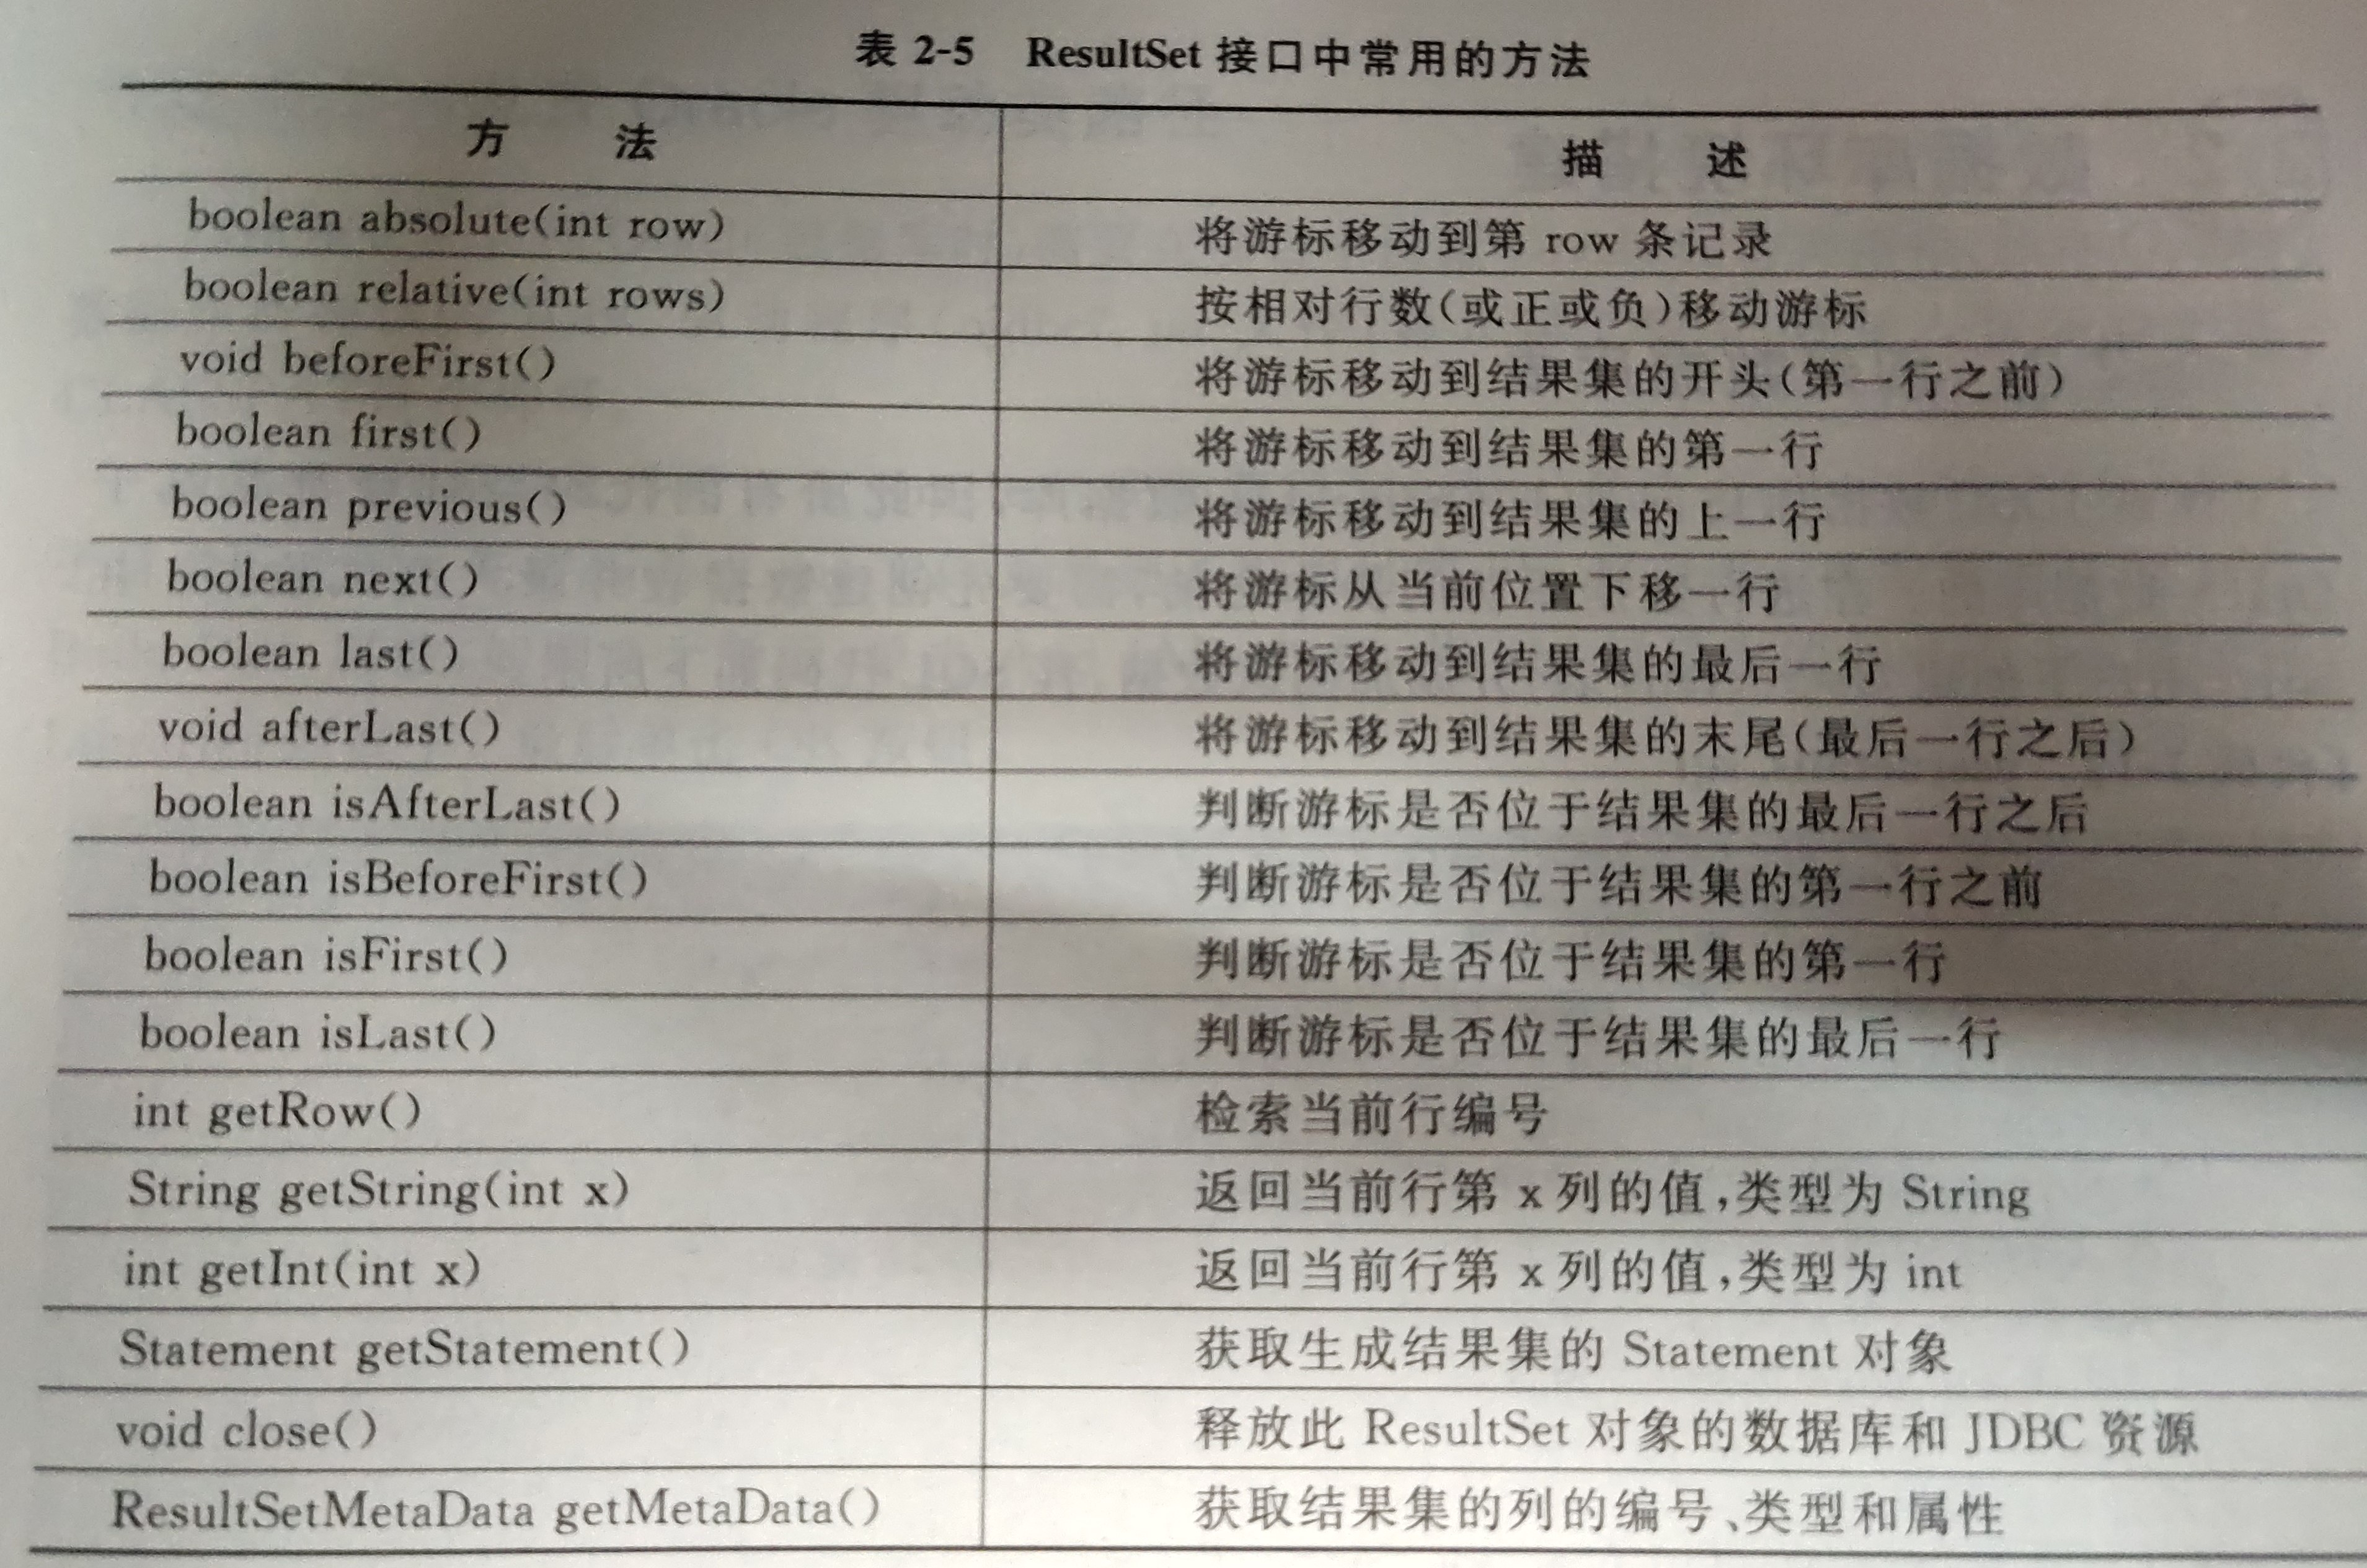 表 2-5 ResultSet 接口中常用的方法
方 法 描 述
boolean absolute(int row) 将游标移动到第 row 条记录
boolean relative(int rows) 按相对行数(或正或负)移动游标
void beforeFirst() 将游标移动到结果集的开头(第一行之前)
boolean first() 将游标移动到结果集的第一行
boolean previous() 将游标移动到结果集的上一行
boolean next() 将游标从当前位置下移一行
boolean last() 将游标移动到结果集的最后一行
void afterLast() 将游标移动到结果集的末尾(最后一行之后)
boolean isAfterLast() 判断游标是否位于结果集的最后一行之后
boolean isBeforeFirst() 判断游标是否位于结果集的第一行之前
boolean isFirst() 判断游标是否位于结果集的第一行
boolean isLast() 判断游标是否位于结果集的最后一行
int getRow() 检索当前行编号
String getString(int x) 返回当前行第 x 列的值,类型为 String
int getInt(int x) 返回当前行第 x 列的值,类型为 int
Statement getStatement() 获取生成结果集的 Statement 对象
void close() 释放此 ResultSet 对象的数据库和 JDBC 资源
ResultSetMetaData getMetaData() 获取结果集的列的编号、类型和属性